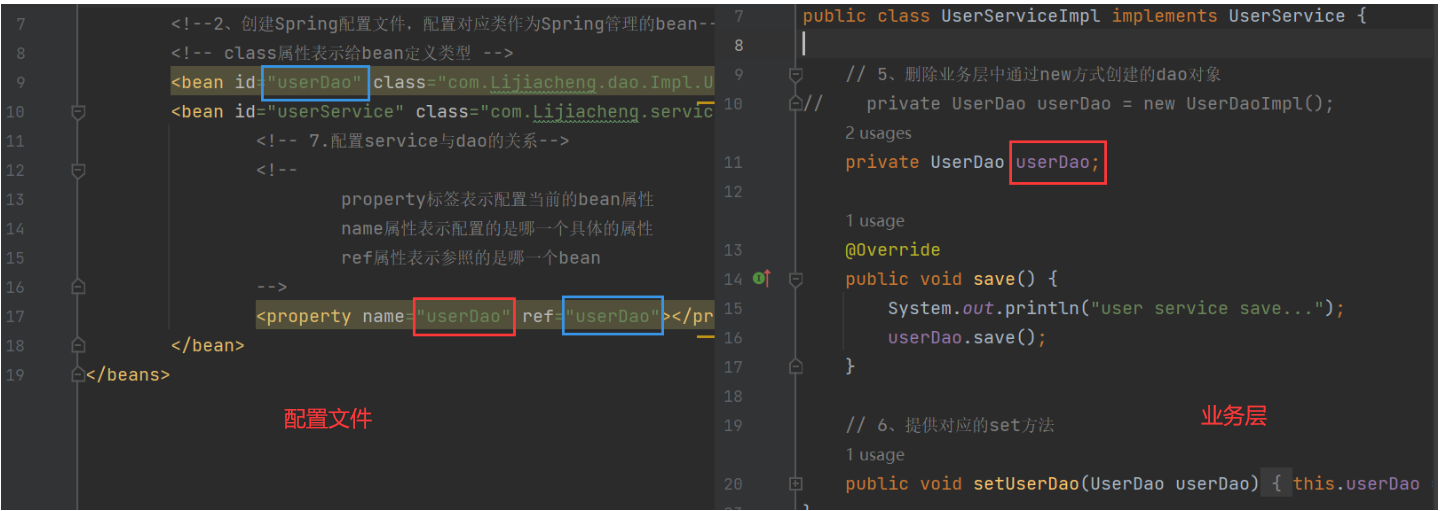 7 <!--2、创建Spring配置文件，配置对应类作为Spring管理的bean--
8 <!-- class属性表示给bean定义类型 -->
9 <bean id="userDao" class="com.Lijiacheng.dao.Impl.U
10 <bean id="userService" class="com.Lijiacheng.servic
11 <!-- 7.配置service与dao的关系-->
12 <!--
13 property标签表示配置当前的bean属性
14 name属性表示配置的是哪一个具体的属性
15 ref属性表示参照的是哪一个bean
16 -->
17 <property name="userDao" ref="userDao"></pr
18 </bean>
19 </beans>
配置文件
7 public class UserServiceImpl implements UserService {
8
9 // 5、删除业务层中通过new方式创建的dao对象
10 // private UserDao userDao = new UserDaoImpl();
2 usages
11 private UserDao userDao;
12
1 usage
13 @Override
14 public void save() {
15 System.out.println("user service save...");
16 userDao.save();
17 }
18
19 // 6、提供对应的set方法
业务层
1 usage
20 public void setUserDao(UserDao userDao) { this.userDao